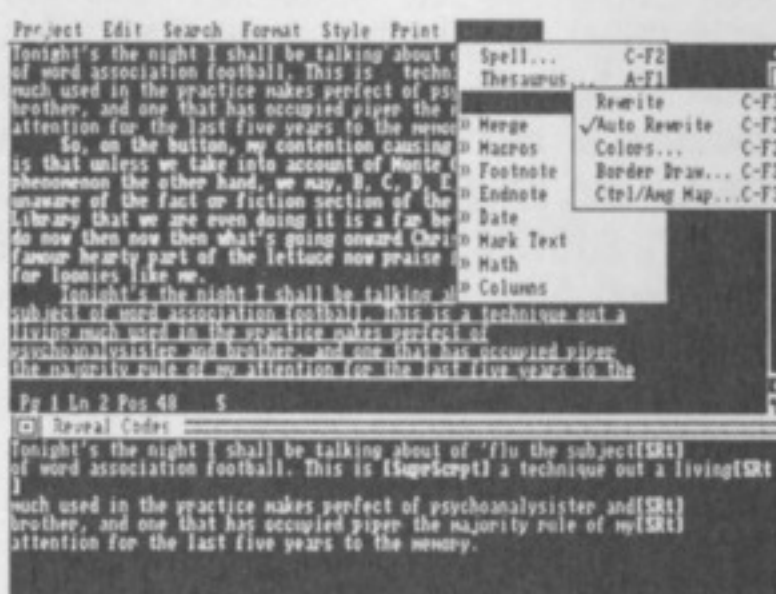 Project Edit Search Format Style Print
Tonight's the night I shall be talking about
of word association football. This is techni
much used in the practice makes perfect of psy
brother, and one that has occupied piper the
attention for the last five years to the memor
So, on the button, my contention causing
is that unless we take into account of Monte
phenomenon the other hand, we may, B, C, D, E
unaware of the fact or fiction section of the
Library that we are even doing it is a far be
do now then now then what's going onward Chris
famour hearty part of the lettuce now praise
for loonies like me.
Tonight's the night I shall be talking ab
subject of word association football. This is a technique out a
living much used in the practice makes perfect of
psychoanalysister and brother, and one that has occupied piper
the majority rule of my attention for the last five years to the
Spell... C-F2
Thesaurus... A-F1
» Merge
» Macros
» Footnote
» Endnote
» Date
» Mark Text
» Math
» Columns
Rewrite C-F
✓Auto Rewrite C-F
Colors... C-F
Border Draw... C-F
Ctrl/Amg Map...C-F
Pg 1 Ln 2 Pos 48 S
Reveal Codes
Tonight's the night I shall be talking about of 'flu the subject[SRt]
of word association football. This is [SuprScrpt] a technique out a living[SRt
]
much used in the practice makes perfect of psychoanalysister and[SRt]
brother, and one that has occupied piper the majority rule of my[SRt]
attention for the last five years to the memory.